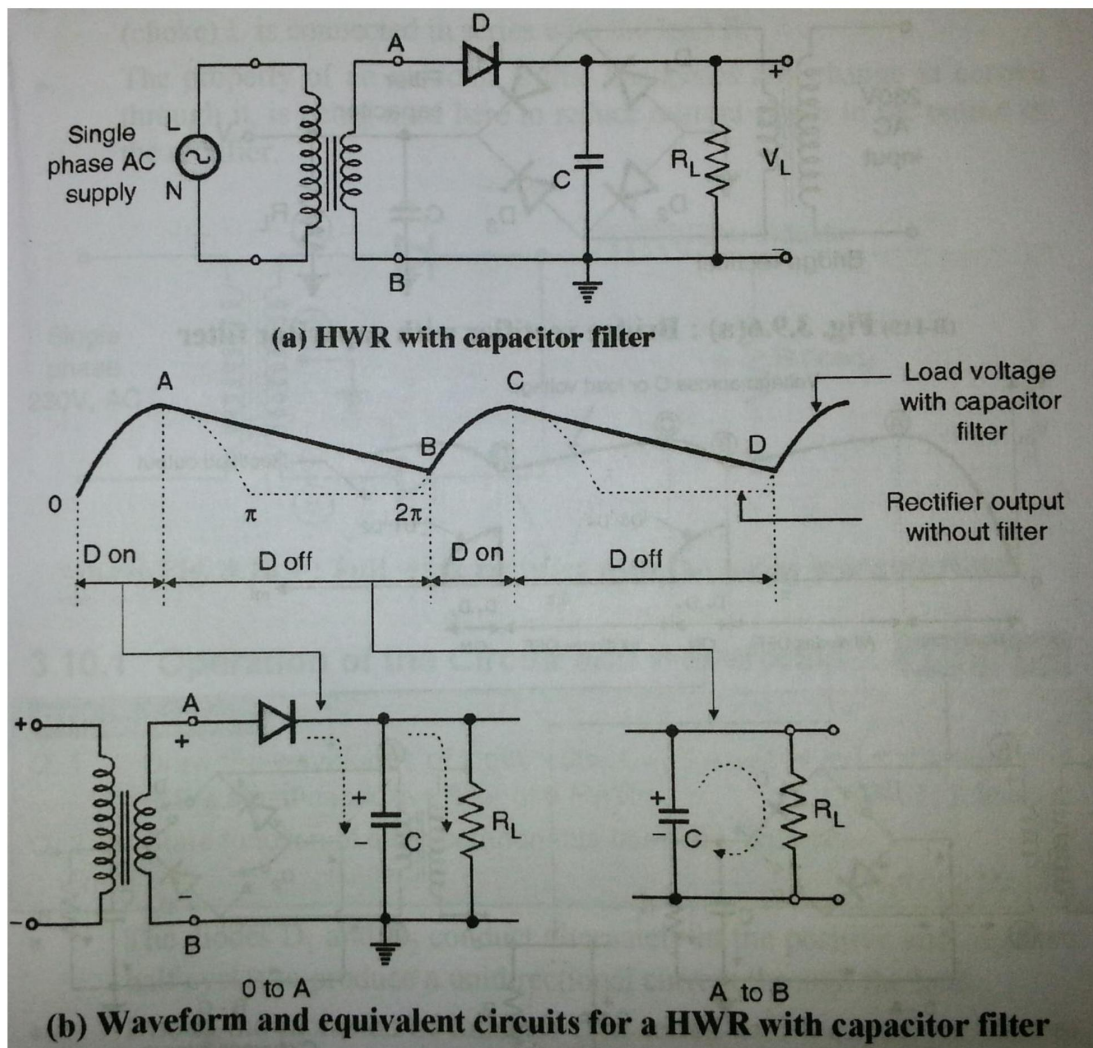 D
A
L
Single
phase AC
supply
N
C
R_L
V_L
+
-
B
(a) HWR with capacitor filter
A
C
Load voltage
with capacitor
filter
B
D
0
π
2π
Rectifier output
without filter
D on
D off
D on
D off
A
+
+
+
-
C
R_L
-
-
B
+
-
C
R_L
0 to A
A to B
(b) Waveform and equivalent circuits for a HWR with capacitor filter